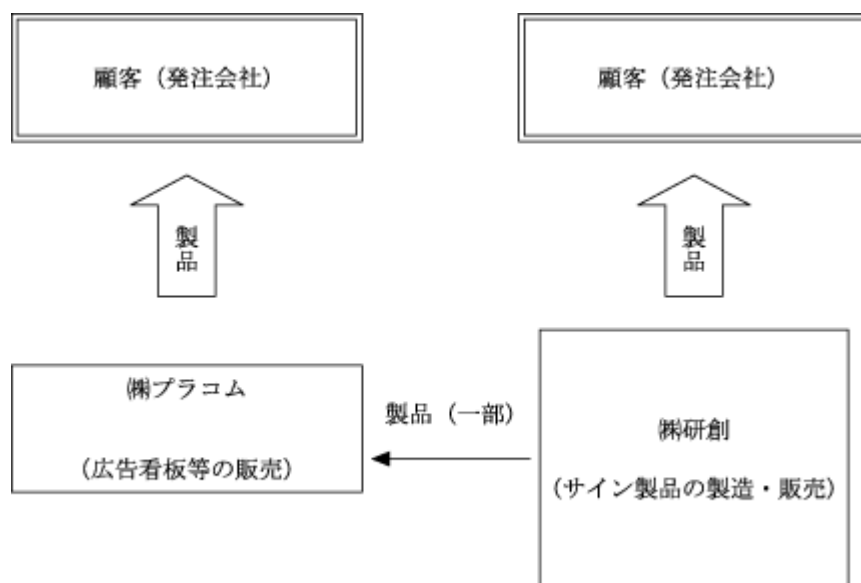 顧客（発注会社）
顧客（発注会社）
製品
製品
㈱プラコム
（広告看板等の販売）
製品（一部）
㈱研創
（サイン製品の製造・販売）